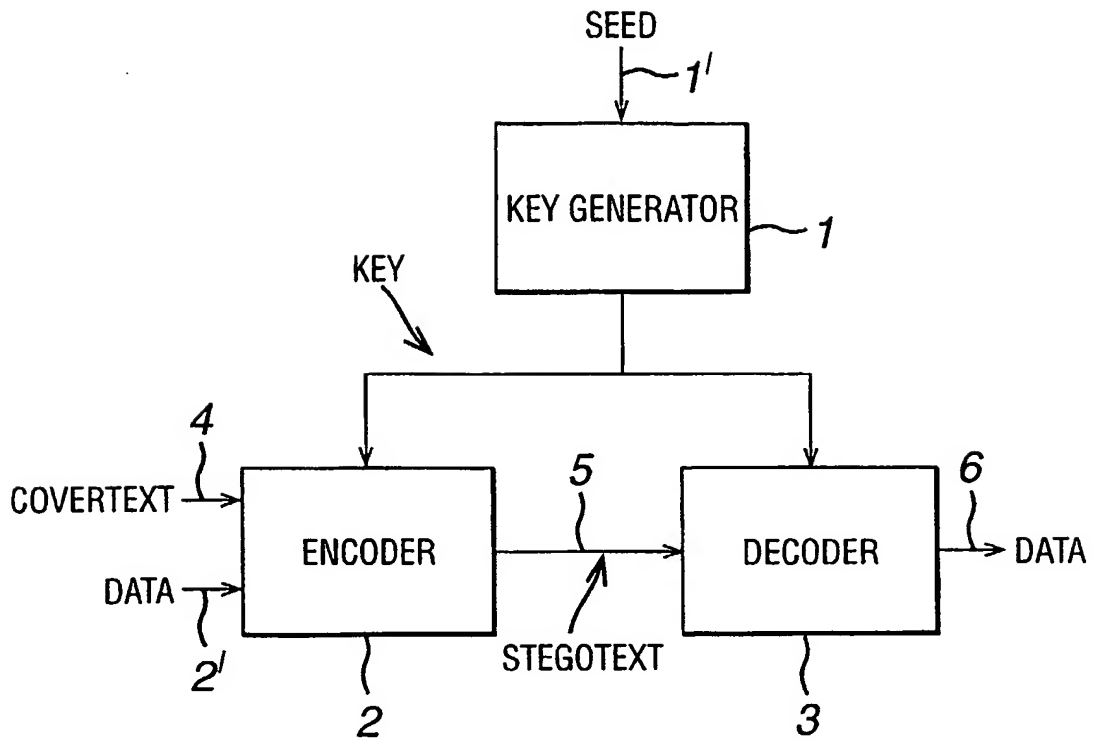 SEED
1'
KEY GENERATOR
1
KEY
4
5
6
COVERTEXT
ENCODER
DECODER
DATA
DATA
STEGOTEXT
2'
2
3